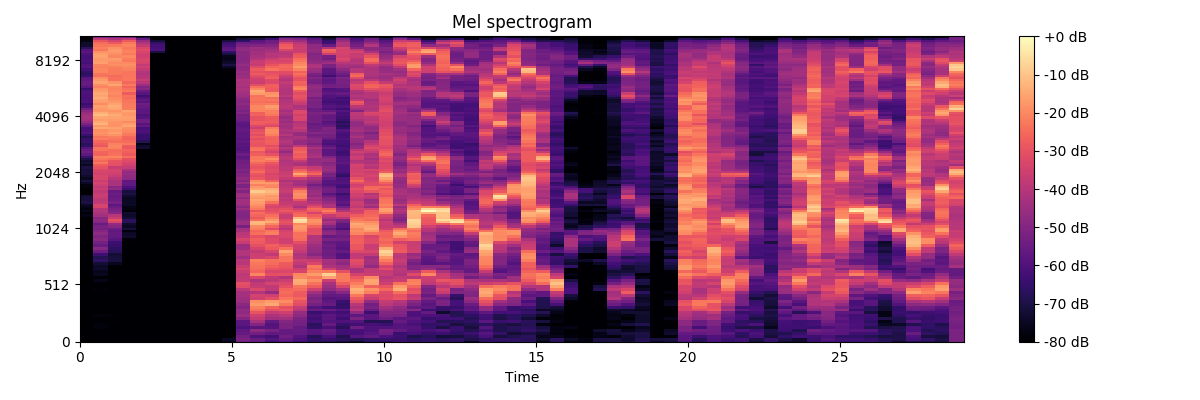 Mel spectrogram
8192
4096
2048
1024
512
0
Hz
0 5 10 15 20 25
Time
+0 dB
-10 dB
-20 dB
-30 dB
-40 dB
-50 dB
-60 dB
-70 dB
-80 dB